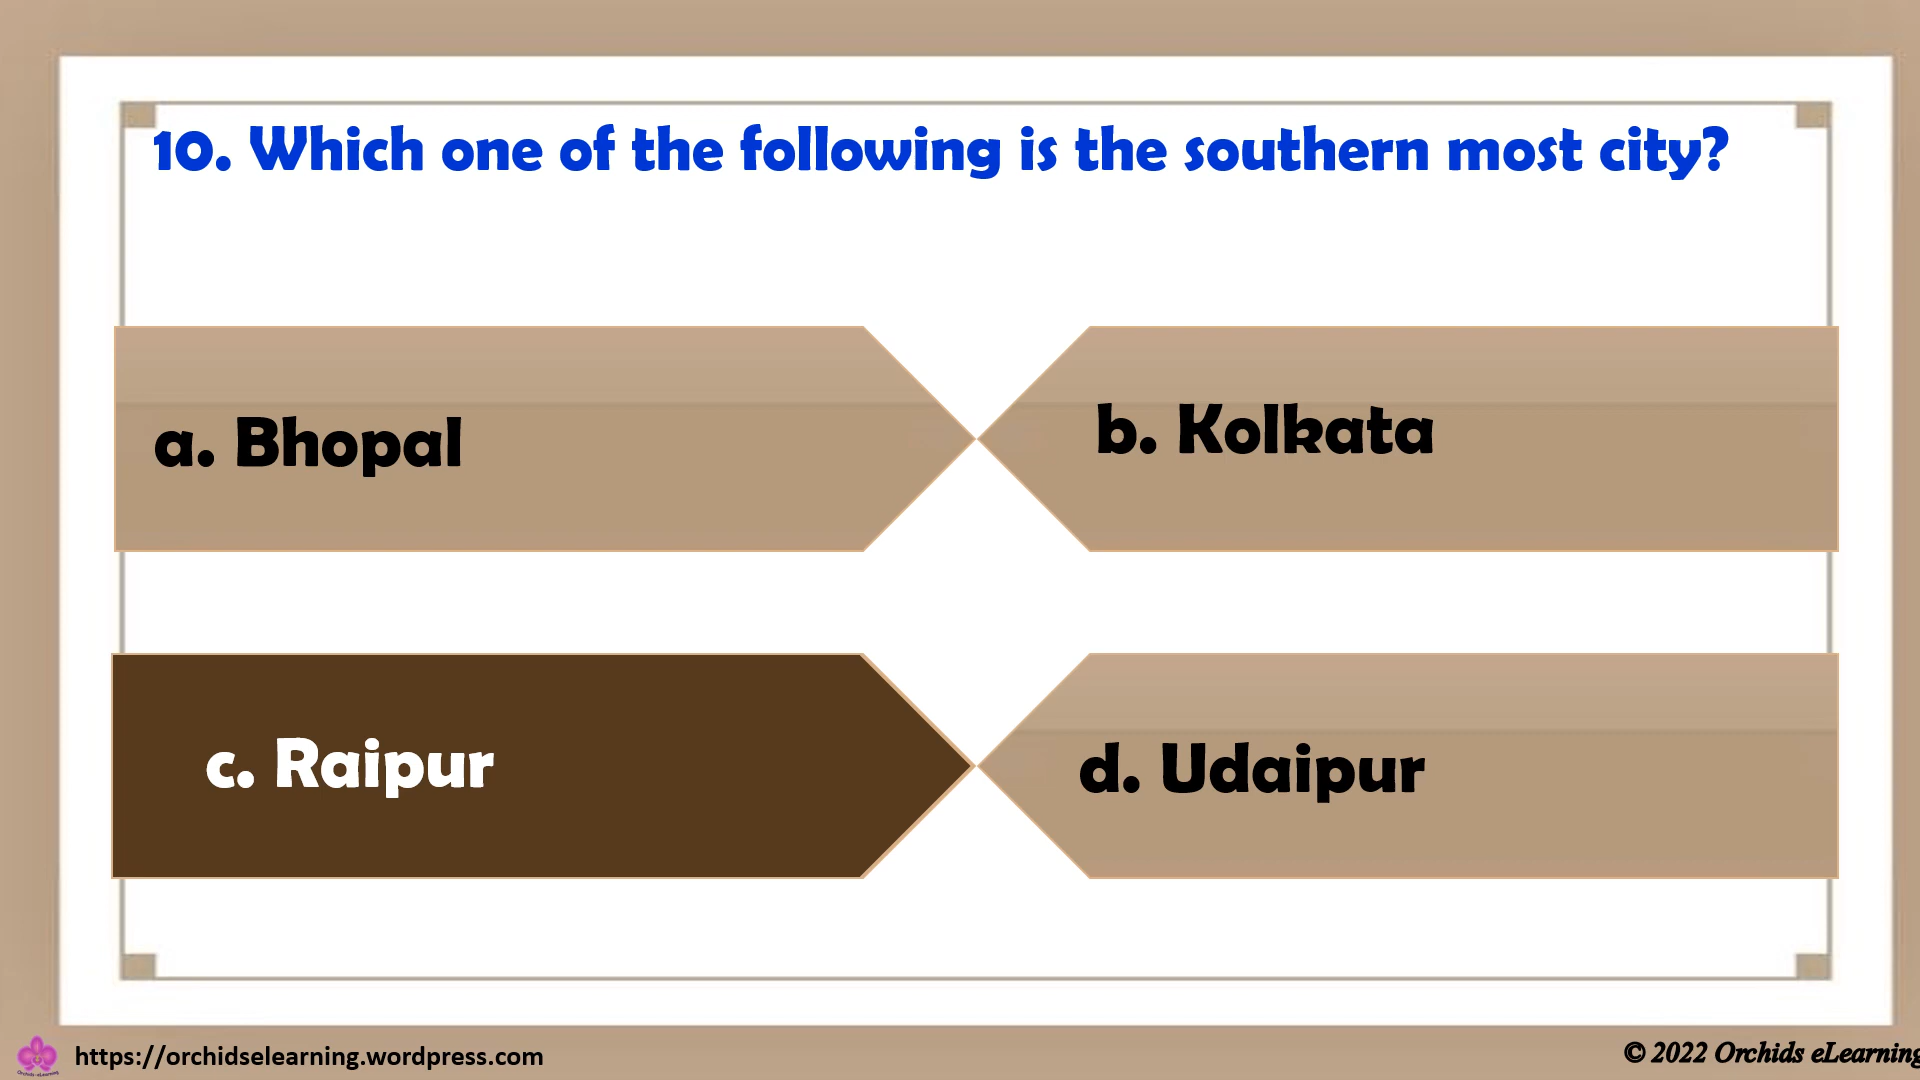 10. Which one of the following is the southern most city?
a. Bhopal
b. Kolkata
c. Raipur
d. Udaipur
https://orchidselearning.wordpress.com
© 2022 Orchids eLearning